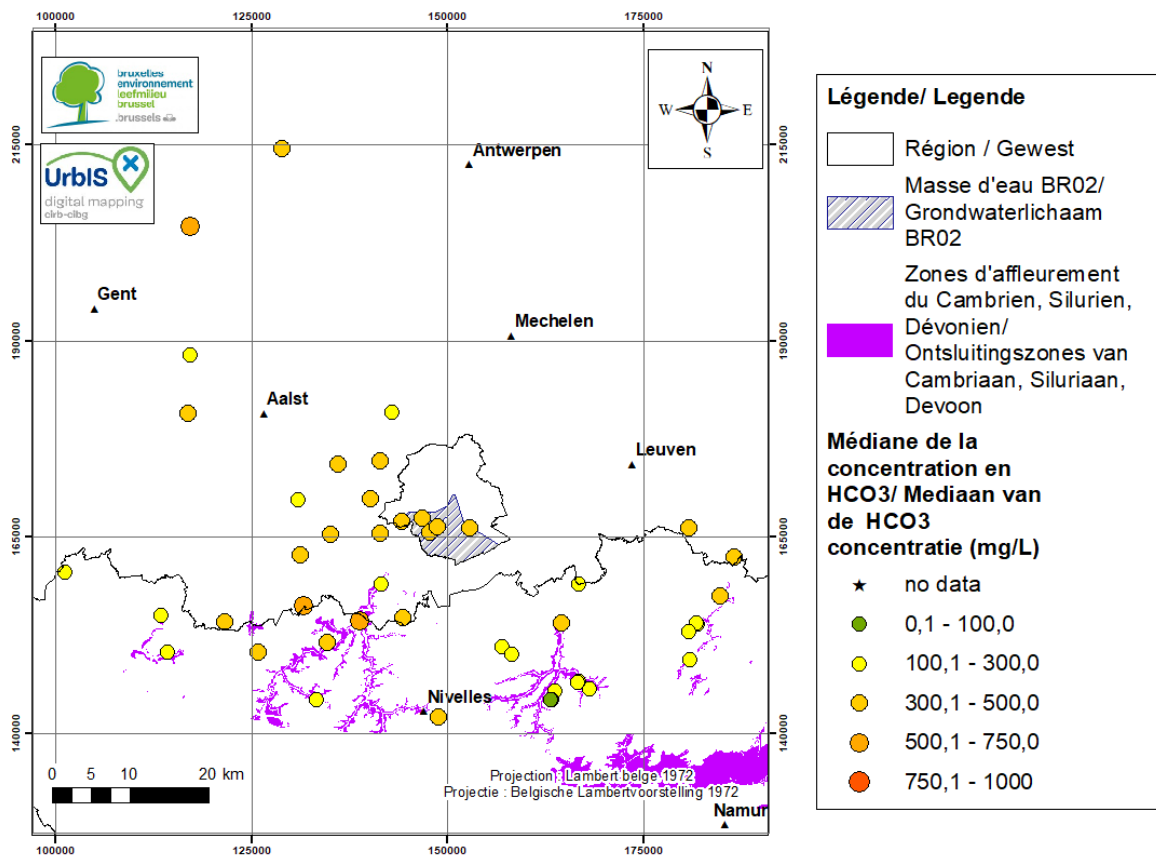 100000 125000 150000 175000
bruxelles
environnement
leefmilieu
brussel
.brussels
UrbIS
digital mapping
cirb-cibg
N
W E
S
215000 215000
190000 190000
165000 165000
140000 140000
Antwerpen
Gent
Mechelen
Aalst
Leuven
Nivelles
Namur
0 5 10 20 km
Projection : Lambert belge 1972
Projectie : Belgische Lambertvoorstelling 1972
100000 125000 150000 175000
Légende/ Legende
Région / Gewest
Masse d'eau BR02/
Grondwaterlichaam
BR02
Zones d'affleurement
du Cambrien, Silurien,
Dévonien/
Ontsluitingszones van
Cambriaan, Siluriaan,
Devoon
Médiane de la
concentration en
HCO3/ Mediaan van
de HCO3
concentratie (mg/L)
no data
0,1 - 100,0
100,1 - 300,0
300,1 - 500,0
500,1 - 750,0
750,1 - 1000